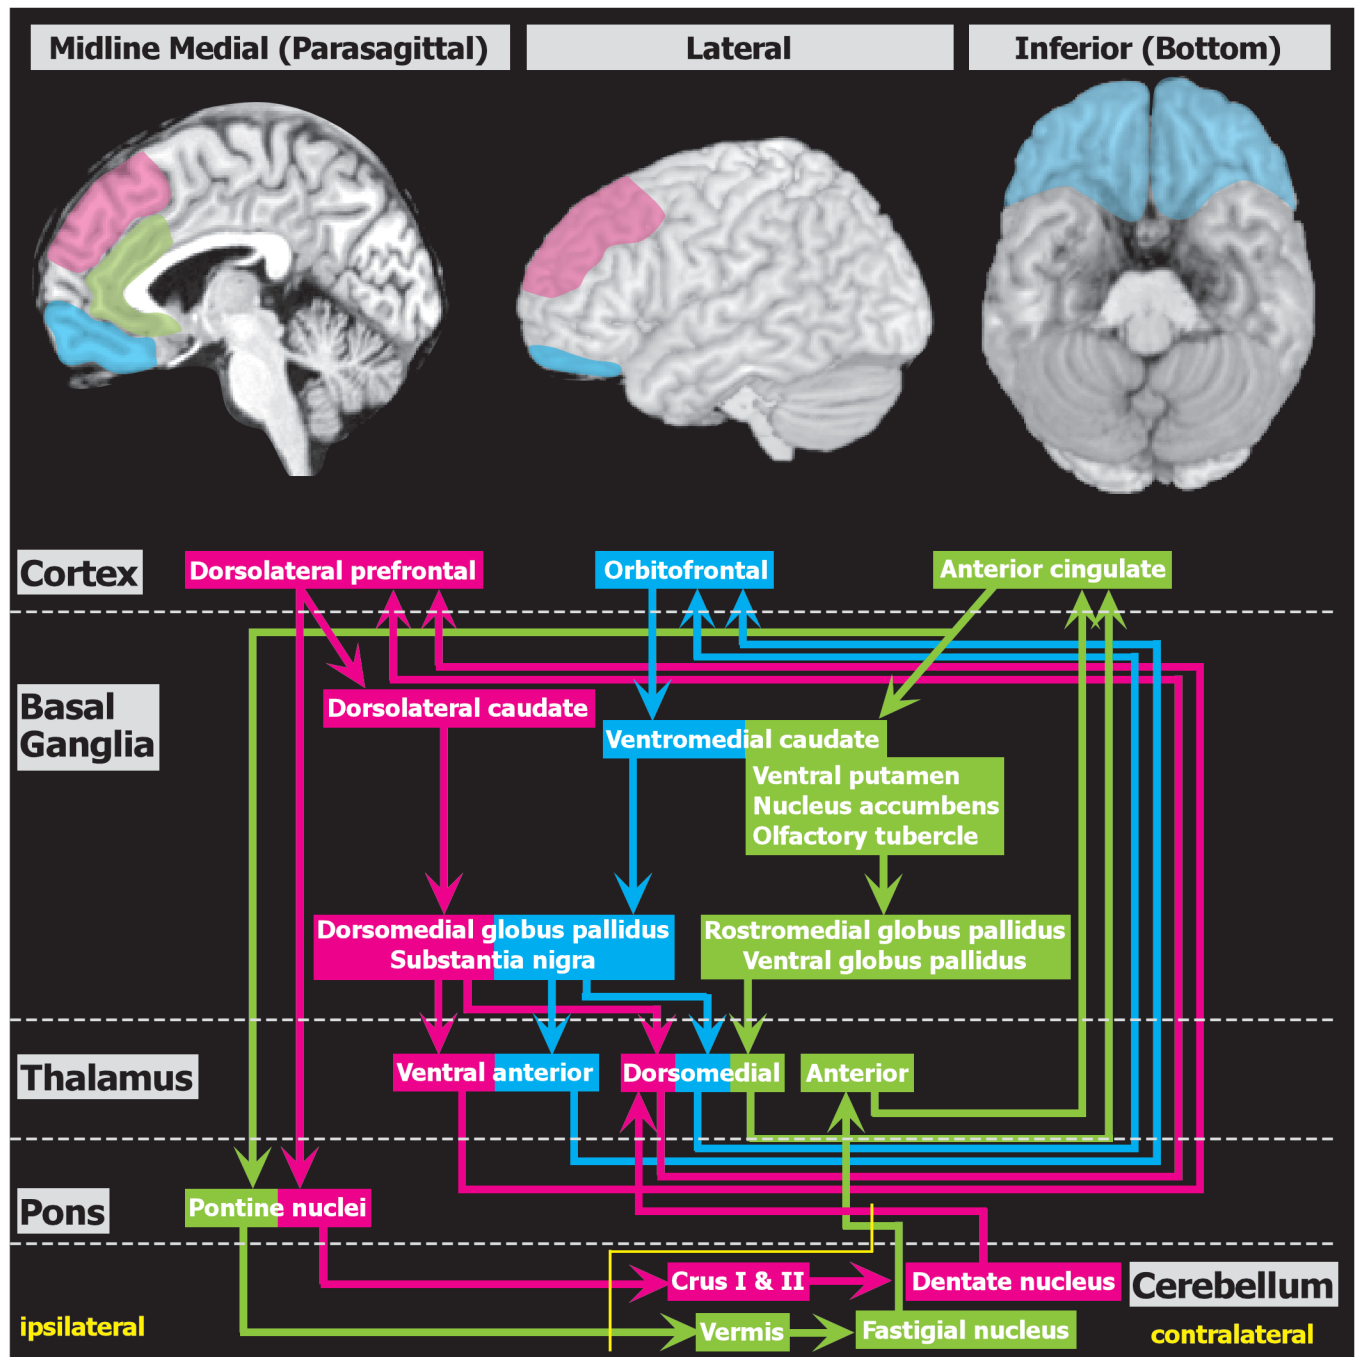 Midline Medial (Parasagittal)
Lateral
Inferior (Bottom)
Cortex
Dorsolateral prefrontal
Orbitofrontal
Anterior cingulate
Basal
Ganglia
Dorsolateral caudate
Ventromedial caudate
Ventral putamen
Nucleus accumbens
Olfactory tubercle
Dorsomedial globus pallidus
Substantia nigra
Rostromedial globus pallidus
Ventral globus pallidus
Thalamus
Ventral anterior
Dorsomedial
Anterior
Pons
Pontine nuclei
Crus I & II
Dentate nucleus
Cerebellum
ipsilateral
Vermis
Fastigial nucleus
contralateral